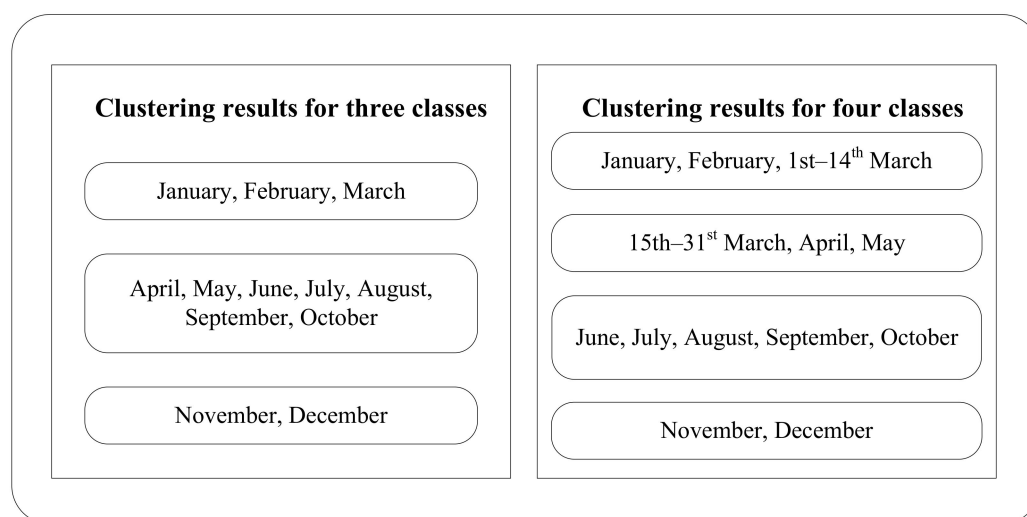 Clustering results for three classes
January, February, March
April, May, June, July, August,
September, October
November, December
Clustering results for four classes
January, February, 1st–14th March
15th–31st March, April, May
June, July, August, September, October
November, December